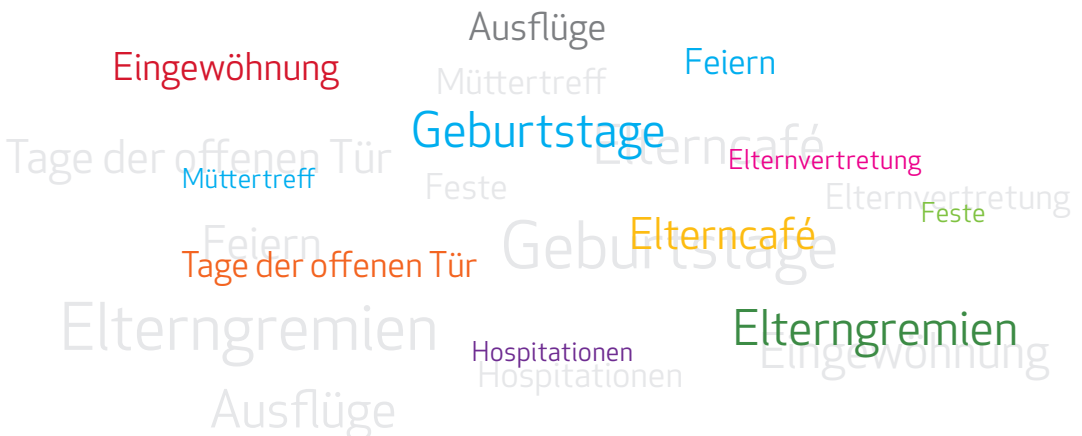 Ausflüge
Eingewöhnung
Feiern
Müttertreff
Geburtstage
Elterncafé
Tage der offenen Tür
Elternvertretung
Müttertreff
Feste
Elternvertretung
Feste
Elterncafé
Feiern
Geburtstage
Tage der offenen Tür
Elterngremien
Elterngremien
Hospitationen
Eingewöhnung
Hospitationen
Ausflüge